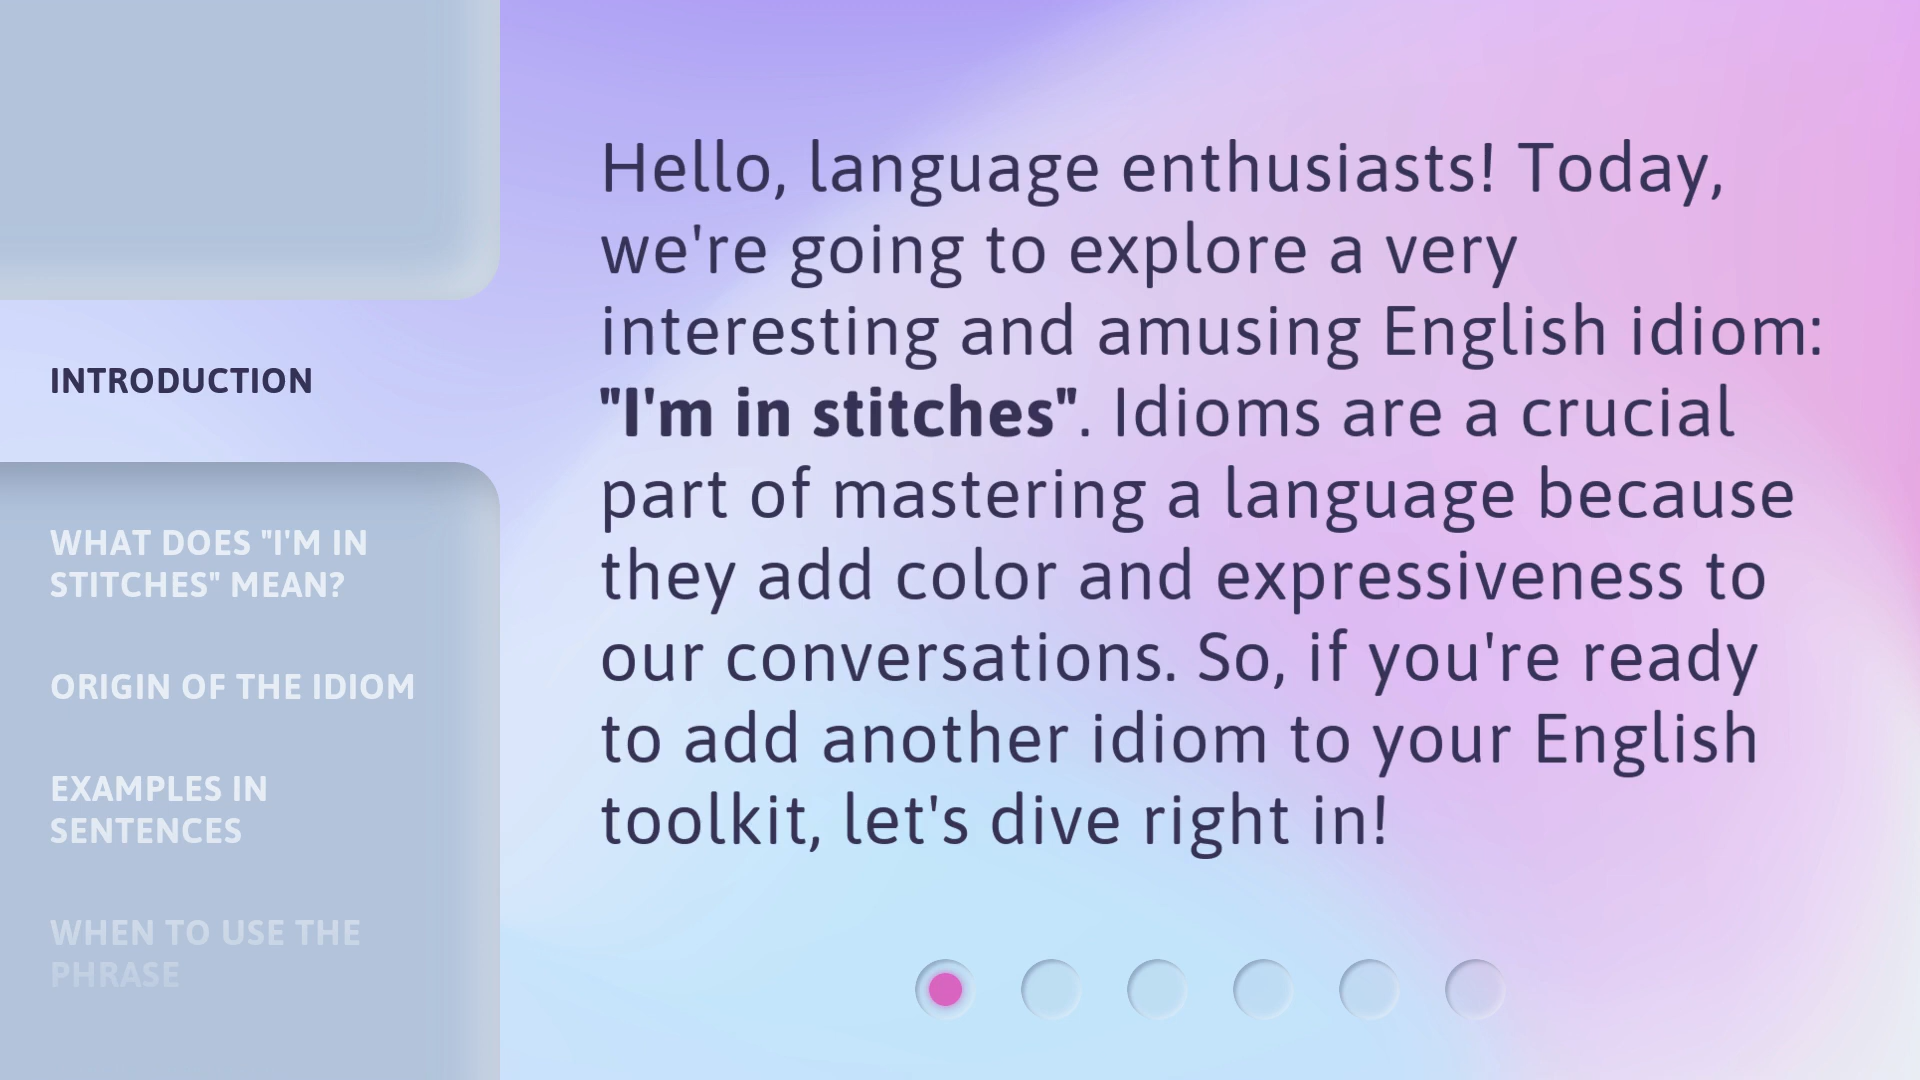 INTRODUCTION
WHAT DOES "I'M IN
STITCHES" MEAN?
ORIGIN OF THE IDIOM
EXAMPLES IN
SENTENCES
WHEN TO USE THE
PHRASE
Hello, language enthusiasts! Today,
we're going to explore a very
interesting and amusing English idiom:
"I'm in stitches". Idioms are a crucial
part of mastering a language because
they add color and expressiveness to
our conversations. So, if you're ready
to add another idiom to your English
toolkit, let's dive right in!